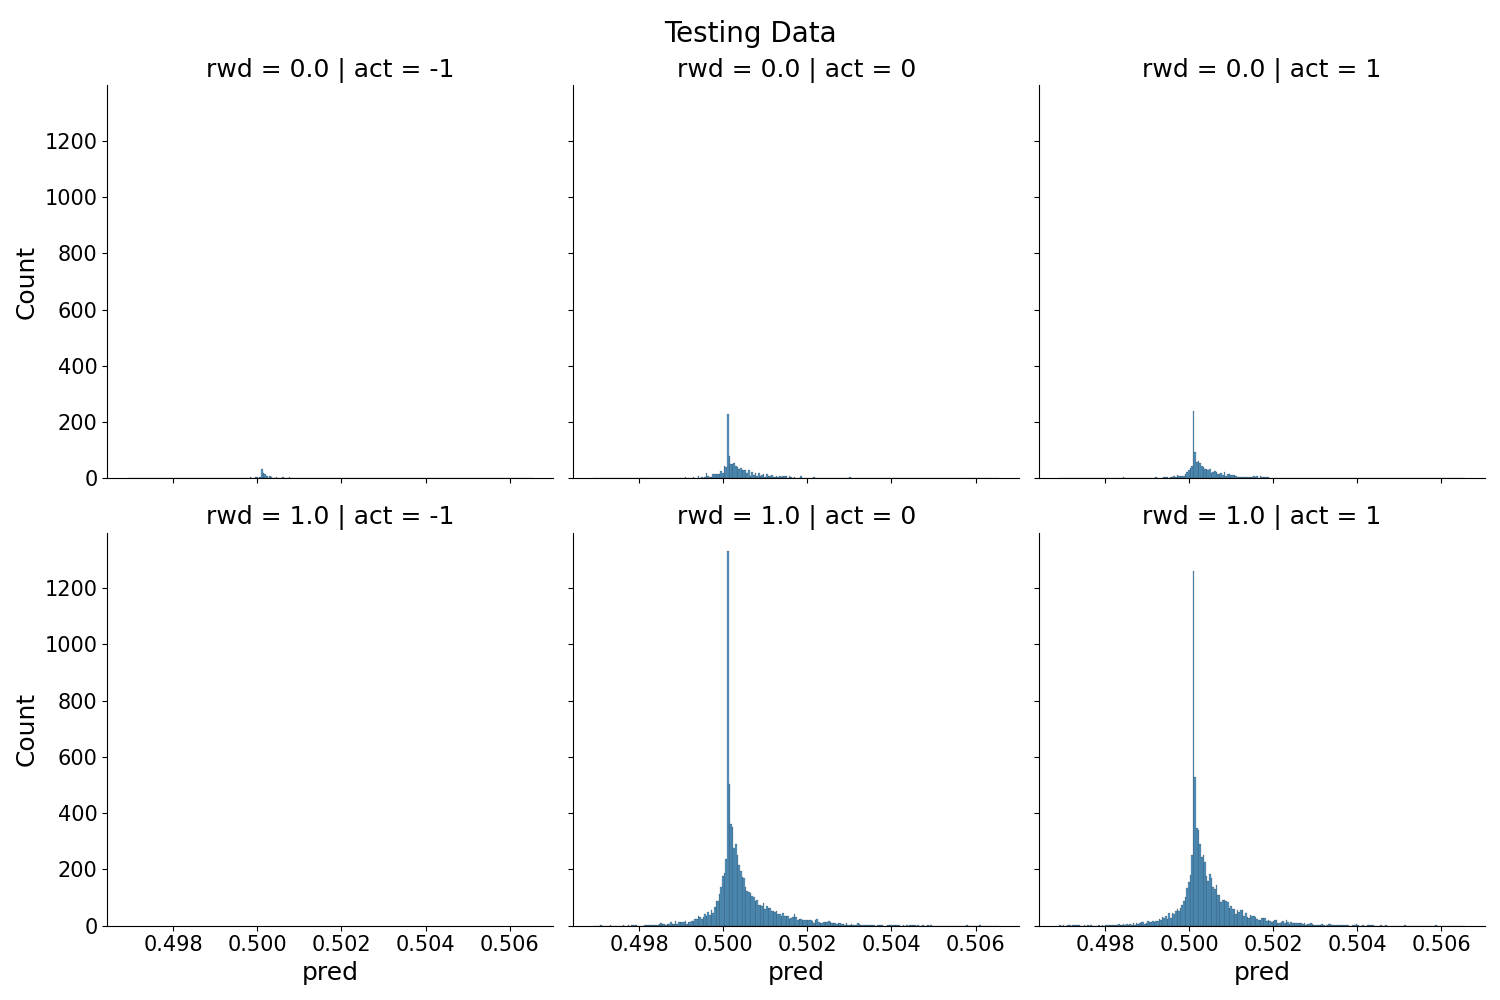 Testing Data
rwd = 0.0 | act = -1
rwd = 0.0 | act = 0
rwd = 0.0 | act = 1
Count
1200
1000
800
600
400
200
0
rwd = 1.0 | act = -1
rwd = 1.0 | act = 0
rwd = 1.0 | act = 1
Count
1200
1000
800
600
400
200
0
0.498 0.500 0.502 0.504 0.506
0.498 0.500 0.502 0.504 0.506
0.498 0.500 0.502 0.504 0.506
pred
pred
pred